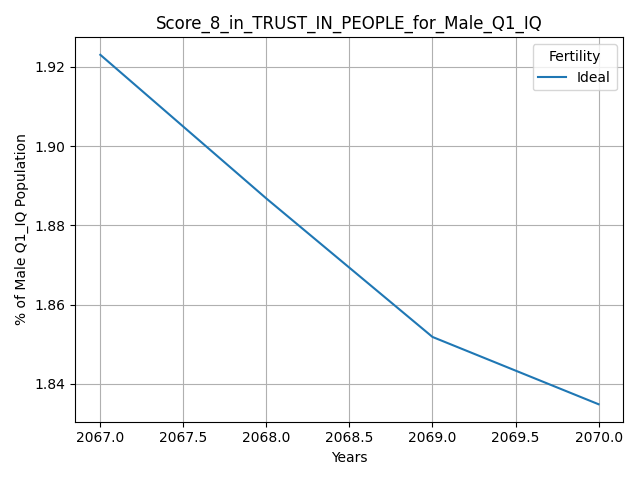 Score_8_in_TRUST_IN_PEOPLE_for_Male_Q1_IQ
% of Male Q1_IQ Population
1.92
1.90
1.88
1.86
1.84
Fertility
Ideal
2067.0
2067.5
2068.0
2068.5
2069.0
2069.5
2070.0
Years